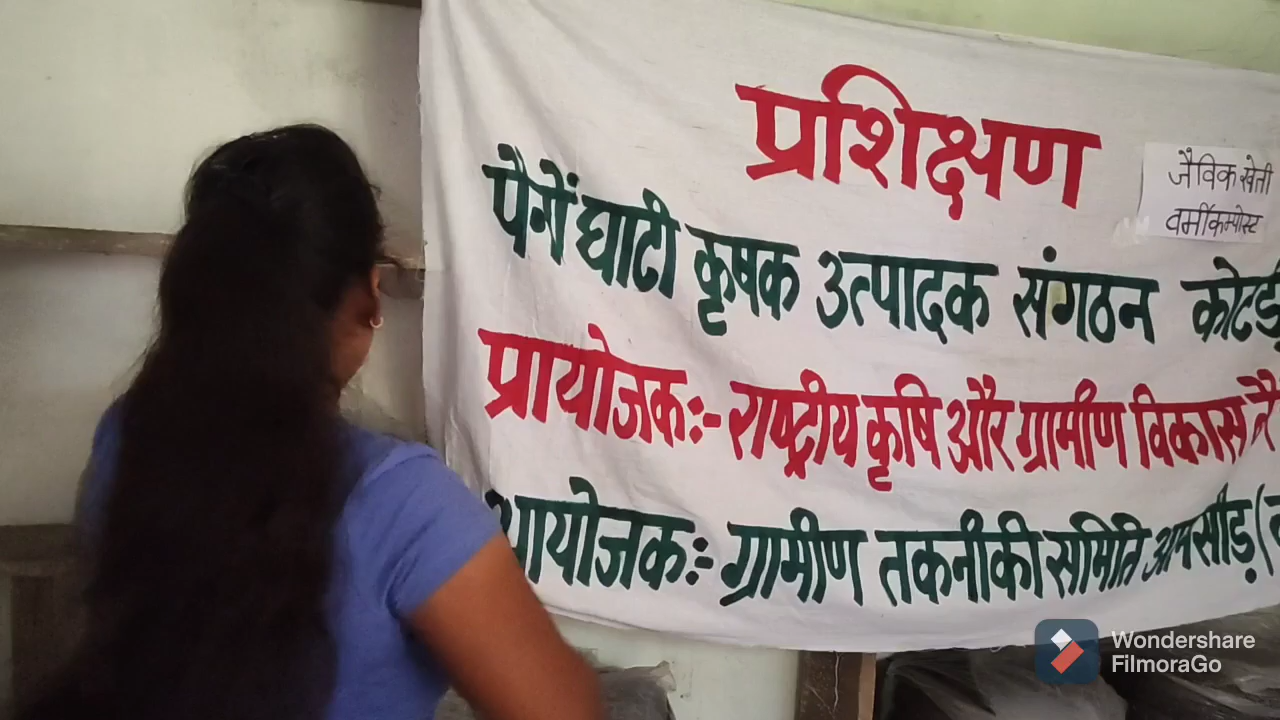 प्रशिक्षण
जैविक खेती
वर्मीकम्पोस्ट
पैनों घाटी कृषक उत्पादक संगठन
प्रायोजक:- राष्ट्रीय कृषि और ग्रामीण विकास
आयोजक:- ग्रामीण तकनीकी समिति
Wondershare
FilmoraGo